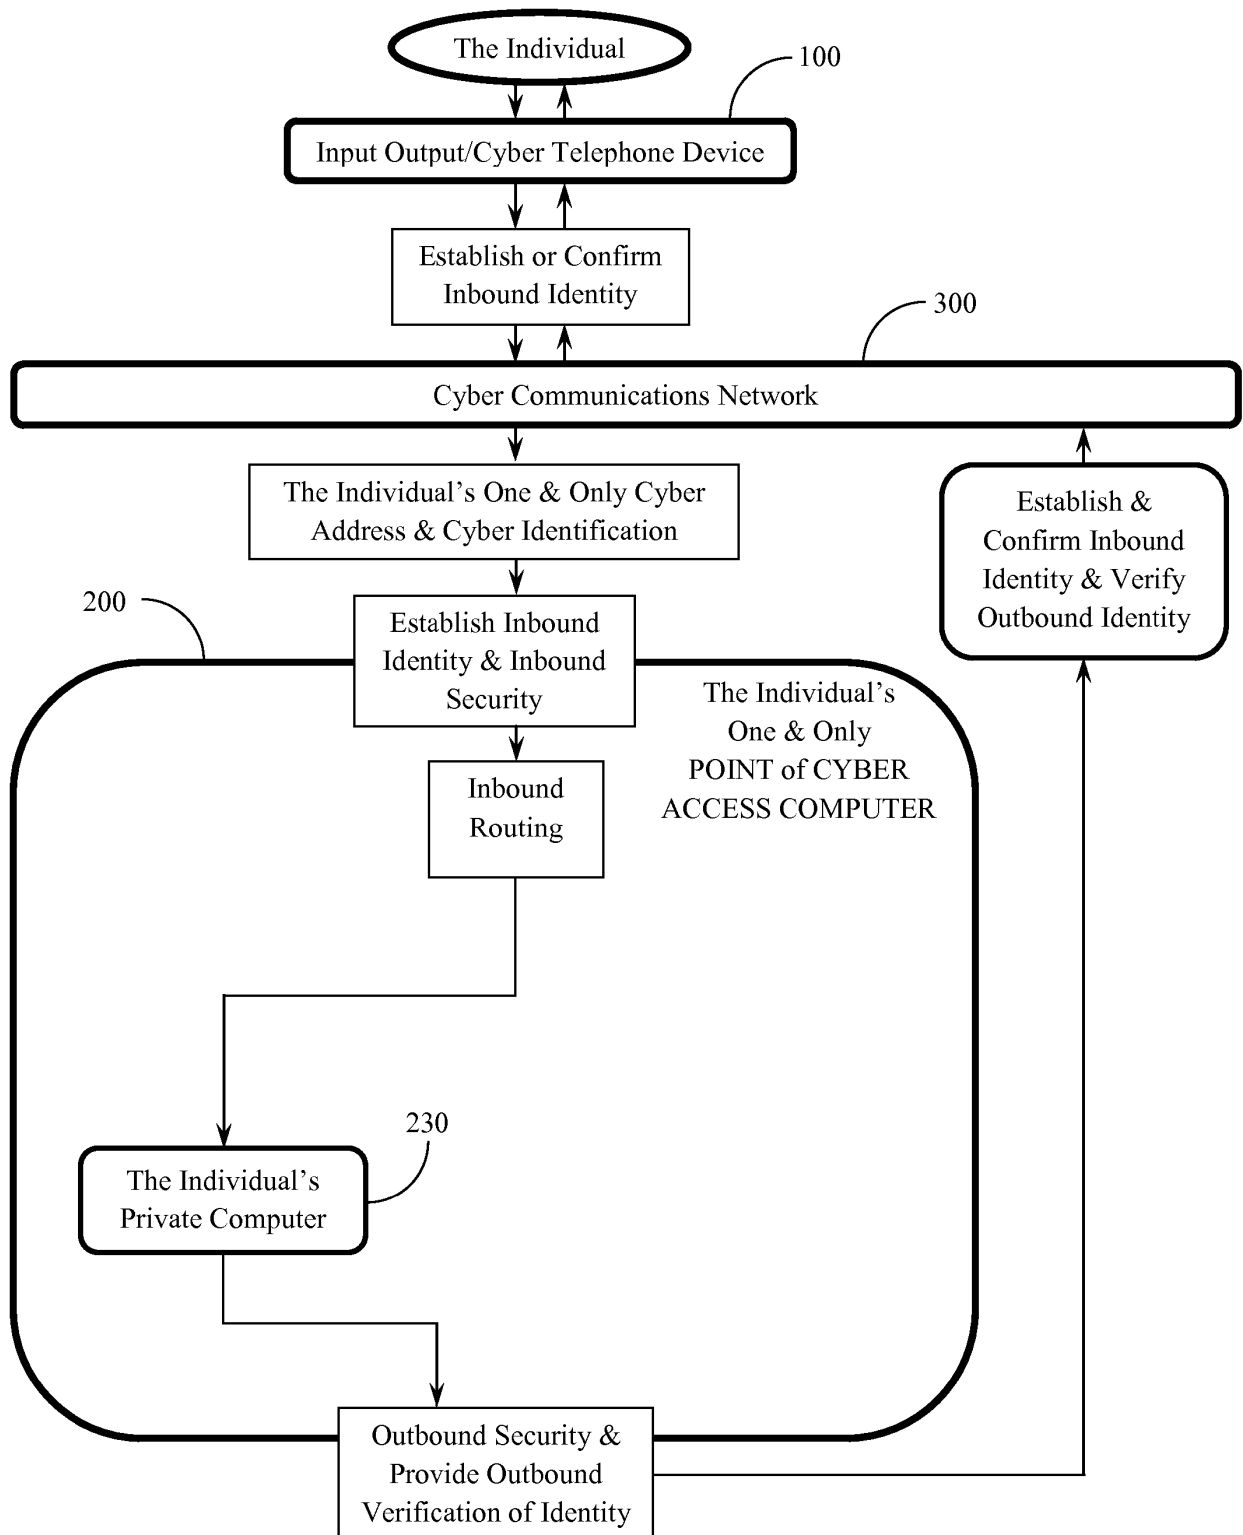 The Individual
100
Input Output/Cyber Telephone Device
Establish or Confirm
Inbound Identity
300
Cyber Communications Network
The Individual's One & Only Cyber
Address & Cyber Identification
Establish &
Confirm Inbound
Identity & Verify
Outbound Identity
200
Establish Inbound
Identity & Inbound
Security
The Individual's
One & Only
POINT of CYBER
ACCESS COMPUTER
Inbound
Routing
230
The Individual's
Private Computer
Outbound Security &
Provide Outbound
Verification of Identity